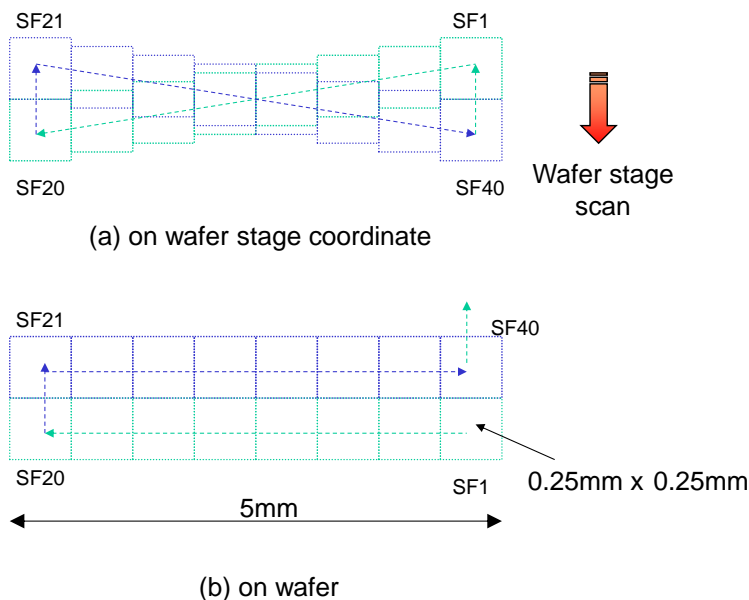 SF21
SF1
SF20
SF40
Wafer stage
scan
(a) on wafer stage coordinate
SF21
SF40
SF20
SF1
0.25mm x 0.25mm
5mm
(b) on wafer